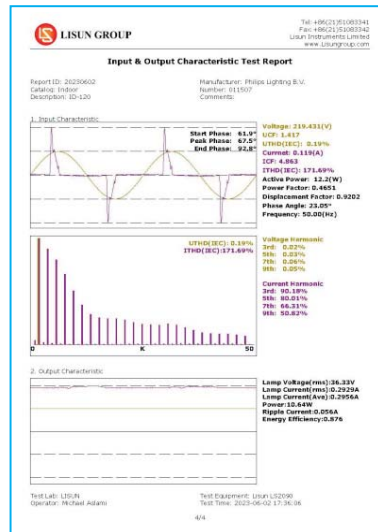 LISUN GROUP
Tel: +86(21)51083341
Fax: +86(21)51083342
Lisun Instruments Limited
www.Lisungroup.com
Input & Output Characteristic Test Report
Report ID: 20230602
Catalog: Indoor
Description: ID-120
Manufacturer: Philips Lighting B.V.
Number: 011507
Comments:
1. Input Characteristic
Start Phase: 61.9°
Peak Phase: 67.5°
End Phase: 92.8°
Voltage: 219.431(V)
UCF: 1.417
UTHD(IEC): 0.19%
Current: 0.119(A)
ICF: 4.863
ITHD(IEC): 171.69%
Active Power: 12.2(W)
Power Factor: 0.4651
Displacement Factor: 0.9202
Phase Angle: 23.05°
Frequency: 50.00(Hz)
UTHD(IEC): 0.19%
ITHD(IEC):171.69%
0 K 50
Voltage Harmonic
3rd: 0.02%
5th: 0.03%
7th: 0.06%
9th: 0.05%
Current Harmonic
3rd: 90.18%
5th: 80.01%
7th: 66.31%
9th: 50.82%
2. Output Characteristic
Lamp Voltage(rms):36.33V
Lamp Current(rms):0.2929A
Lamp Current(Ave):0.2956A
Power:10.64W
Ripple Current:0.056A
Energy Efficiency:0.876
Test Lab: LISUN
Operator: Michael Adami
Test Equipment: Lisun LS2090
Test Time: 2023-06-02 17:36:06
4/4